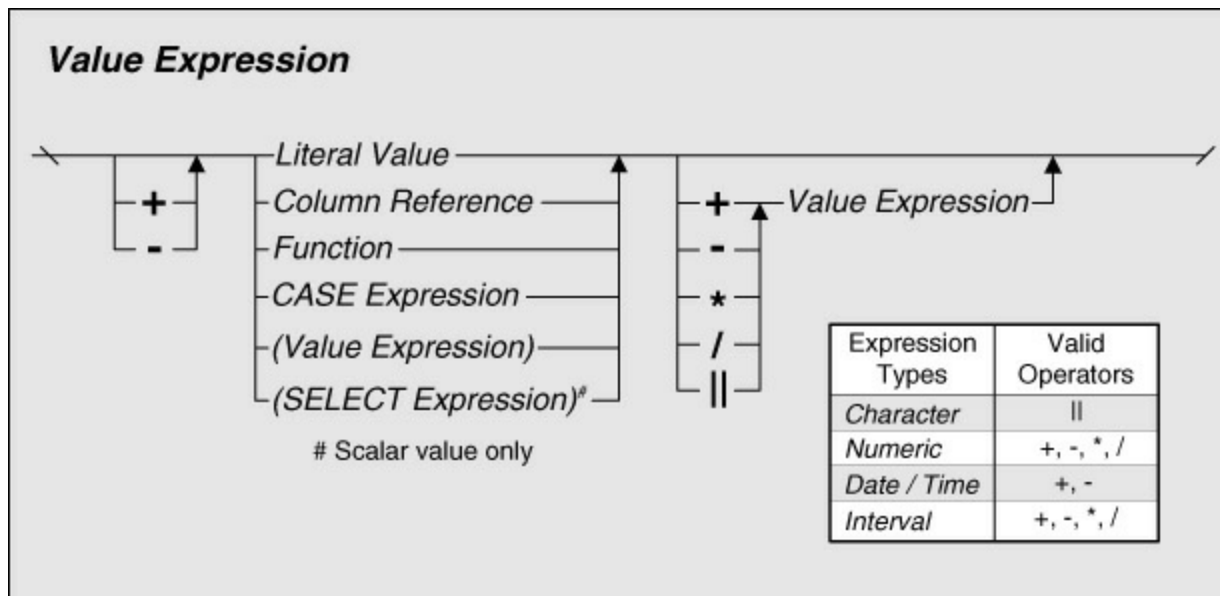 Value Expression
Literal Value
+ Column Reference + Value Expression
- Function -
CASE Expression *
(Value Expression) /
(SELECT Expression)# ||
# Scalar value only
Expression Types Valid Operators
Character ||
Numeric +, -, *, /
Date / Time +, -
Interval +, -, *, /